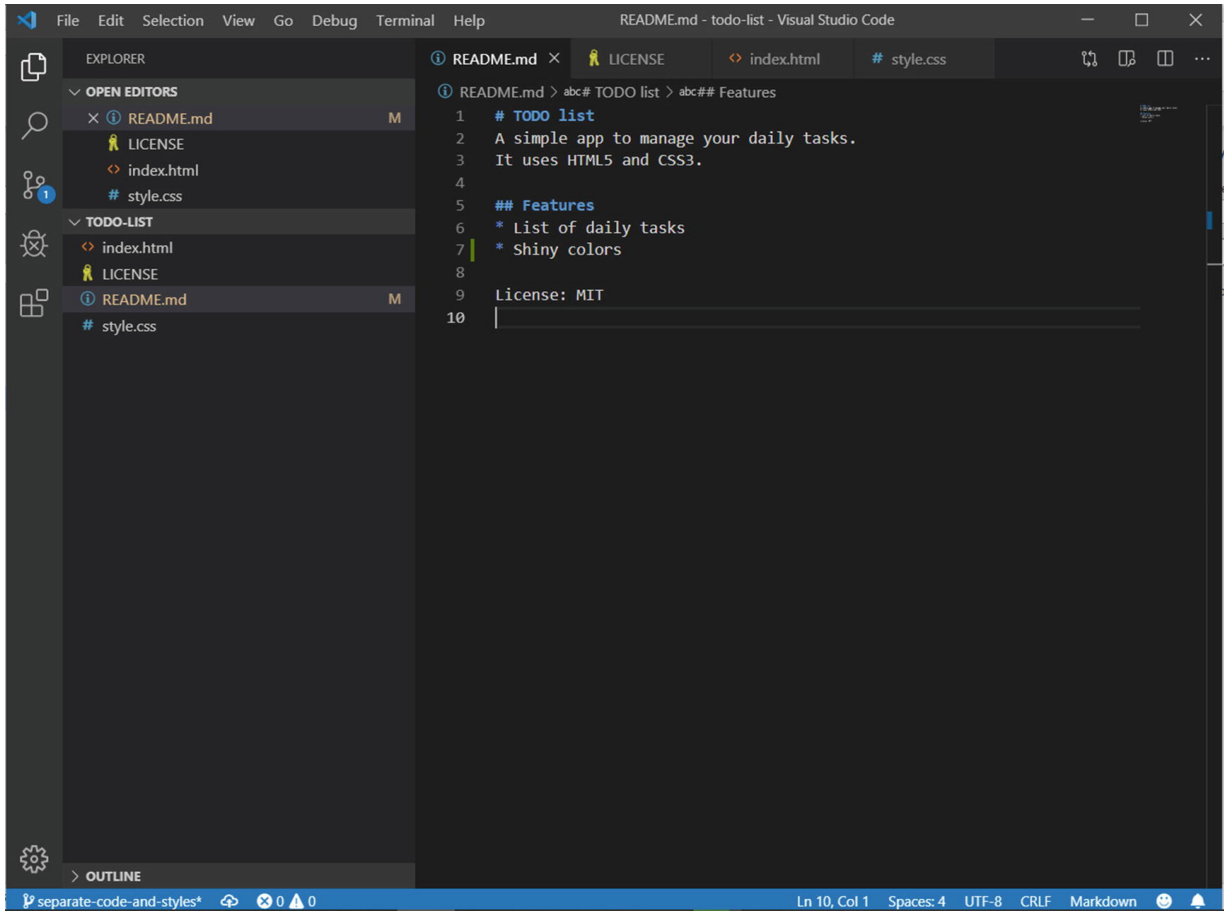 File Edit Selection View Go Debug Terminal Help README.md - todo-list - Visual Studio Code
EXPLORER
OPEN EDITORS
README.md M
LICENSE
index.html
style.css
TODO-LIST
index.html
LICENSE
README.md M
style.css
OUTLINE
README.md LICENSE index.html style.css
README.md > abc# TODO list > abc## Features
1 # TODO list
2 A simple app to manage your daily tasks.
3 It uses HTML5 and CSS3.
4
5 ## Features
6 * List of daily tasks
7 * Shiny colors
8
9 License: MIT
10
1
separate-code-and-styles* 0 0 Ln 10, Col 1 Spaces: 4 UTF-8 CRLF Markdown